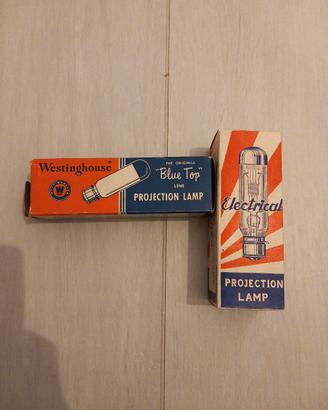 Westinghouse
W
THE ORIGINAL
"Blue Top"
LINE
PROJECTION LAMP
Electrical
PROJECTION
LAMP